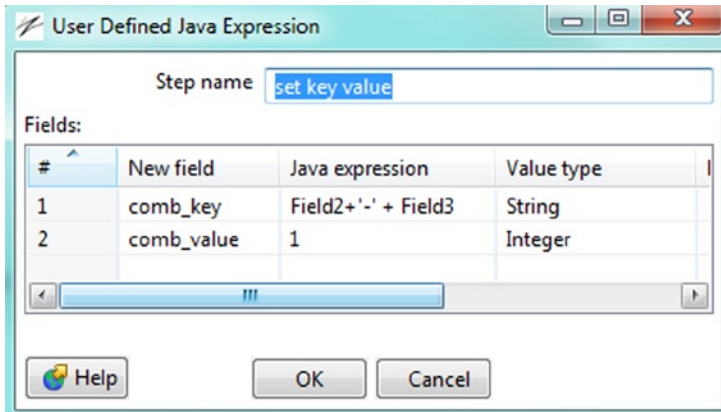 User Defined Java Expression
Step name set key value
Fields:
# New field Java expression Value type
1 comb_key Field2+'-' + Field3 String
2 comb_value 1 Integer
Help OK Cancel